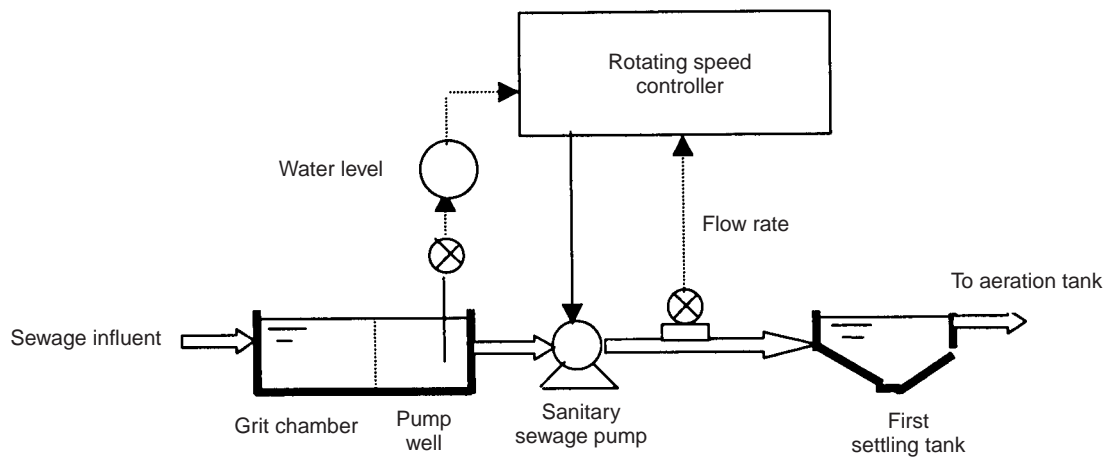 Rotating speed
controller
Water level
Flow rate
To aeration tank
Sewage influent
Grit chamber
Pump
well
Sanitary
sewage pump
First
settling tank